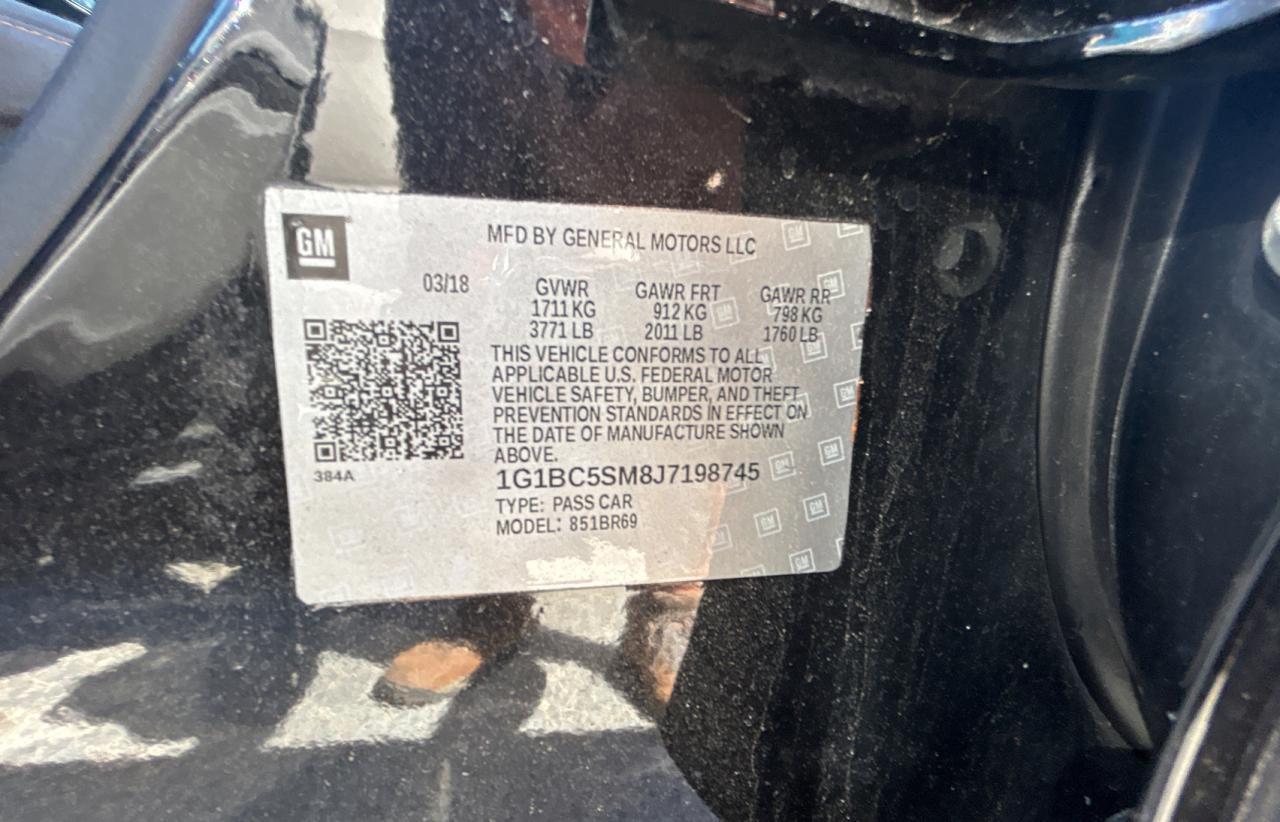 GM
MFD BY GENERAL MOTORS LLC
03/18
GVWR GAWR FRT GAWR RR
1711 KG 912 KG 798 KG
3771 LB 2011 LB 1760 LB
THIS VEHICLE CONFORMS TO ALL
APPLICABLE U.S. FEDERAL MOTOR
VEHICLE SAFETY, BUMPER, AND THEFT
PREVENTION STANDARDS IN EFFECT ON
THE DATE OF MANUFACTURE SHOWN
ABOVE.
384A
1G1BC5SM8J7198745
TYPE: PASS CAR
MODEL: 851BR69